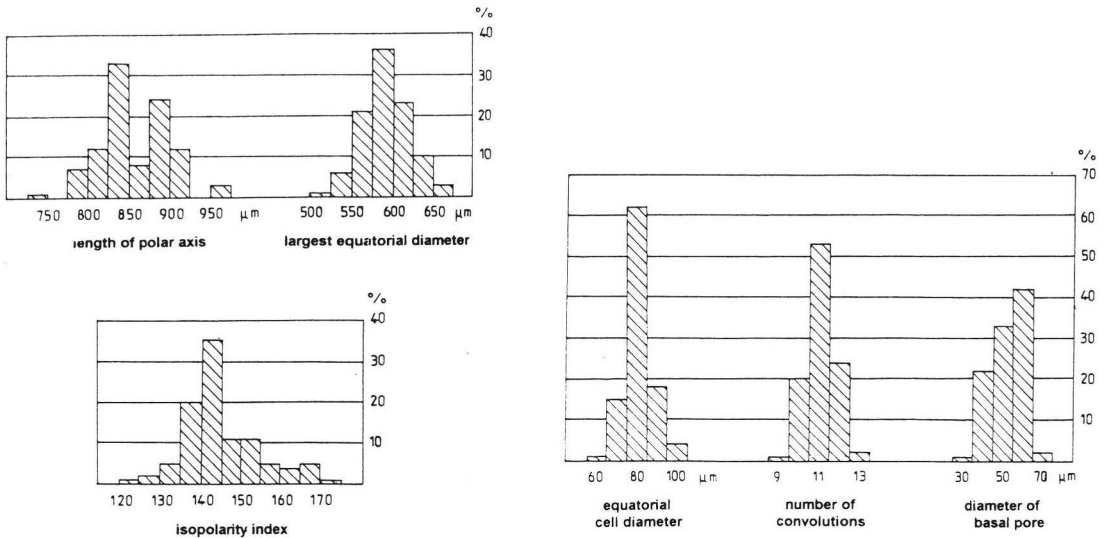 %
40
30
20
10
750 800 850 900 950 μm 500 550 600 650 μm
length of polar axis largest equatorial diameter
%
40
30
20
10
120 130 140 150 160 170
isopolarity index
%
70
60
50
40
30
20
10
60 80 100 μm 9 11 13 30 50 70 μm
equatorial number of diameter of
cell diameter convolutions basal pore